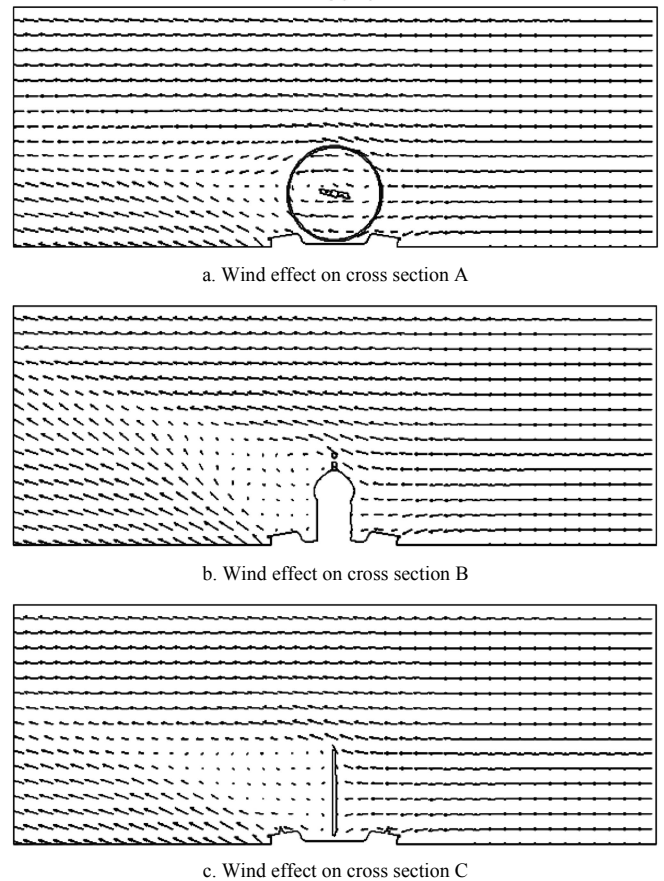 a. Wind effect on cross section A
b. Wind effect on cross section B
c. Wind effect on cross section C